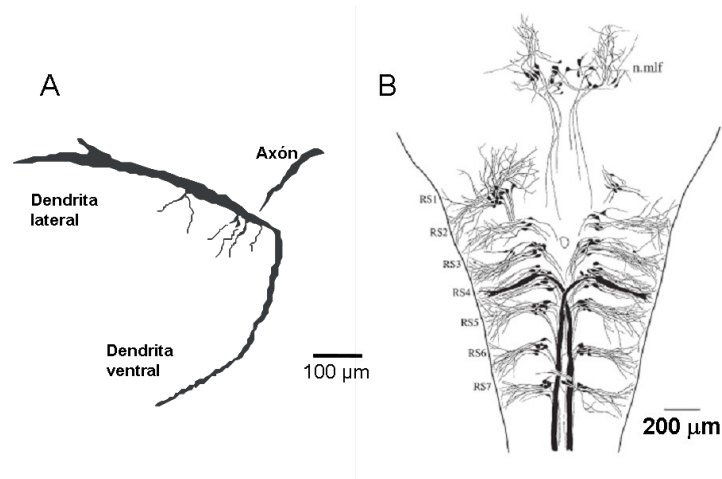 A
Axón
Dendrita
lateral
Dendrita
ventral
100 µm
B
n.mlf
RS1
RS2
RS3
RS4
RS5
RS6
RS7
200 µm